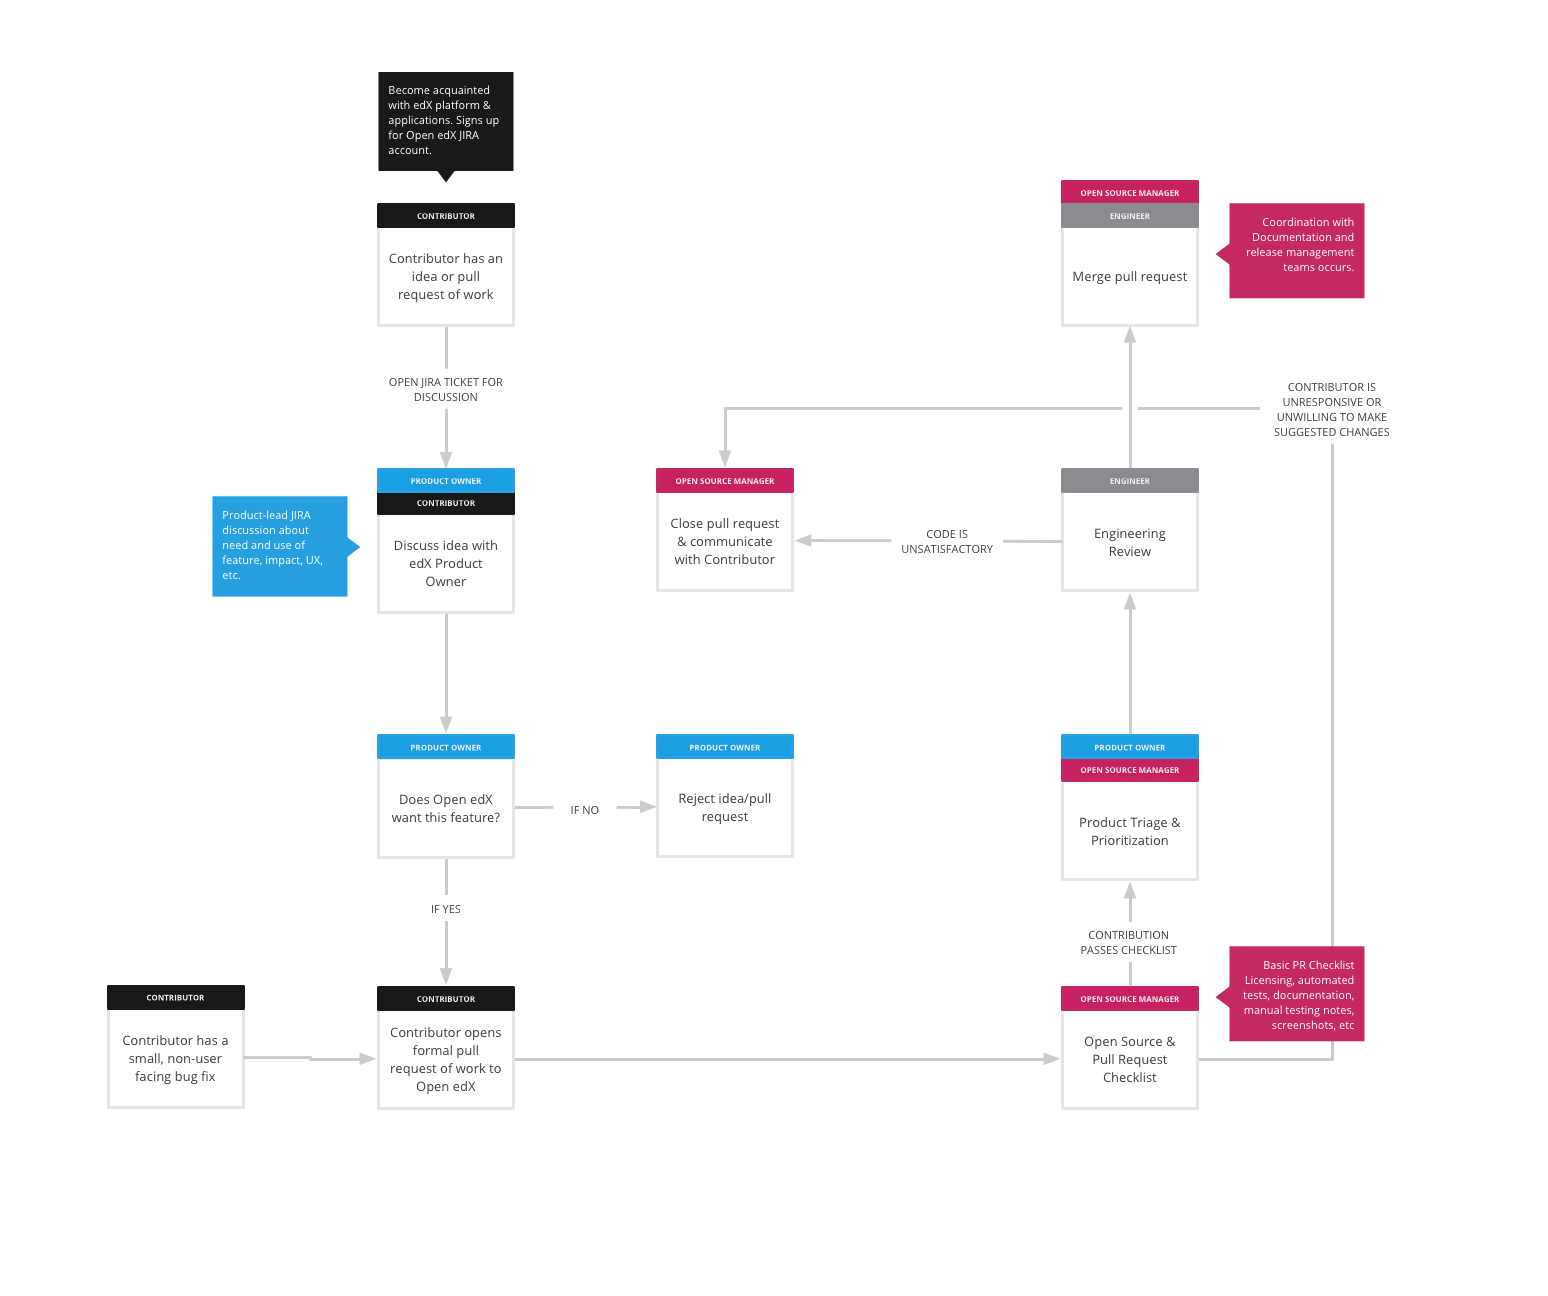 Become acquainted
with edX platform &
applications. Signs up
for Open edX JIRA
account.
CONTRIBUTOR
Contributor has an
idea or pull
request of work
OPEN JIRA TICKET FOR
DISCUSSION
PRODUCT OWNER
CONTRIBUTOR
Discuss idea with
edX Product
Owner
Product-lead JIRA
discussion about
need and use of
feature, impact, UX,
etc.
PRODUCT OWNER
Does Open edX
want this feature?
IF NO
PRODUCT OWNER
Reject idea/pull
request
IF YES
CONTRIBUTOR
Contributor has a
small, non-user
facing bug fix
CONTRIBUTOR
Contributor opens
formal pull
request of work to
Open edX
OPEN SOURCE MANAGER
Open Source &
Pull Request
Checklist
Basic PR Checklist
Licensing, automated
tests, documentation,
manual testing notes,
screenshots, etc
CONTRIBUTION
PASSES CHECKLIST
PRODUCT OWNER
OPEN SOURCE MANAGER
Product Triage &
Prioritization
ENGINEER
Engineering
Review
CODE IS
UNSATISFACTORY
OPEN SOURCE MANAGER
Close pull request
& communicate
with Contributor
CONTRIBUTOR IS
UNRESPONSIVE OR
UNWILLING TO MAKE
SUGGESTED CHANGES
OPEN SOURCE MANAGER
ENGINEER
Merge pull request
Coordination with
Documentation and
release management
teams occurs.